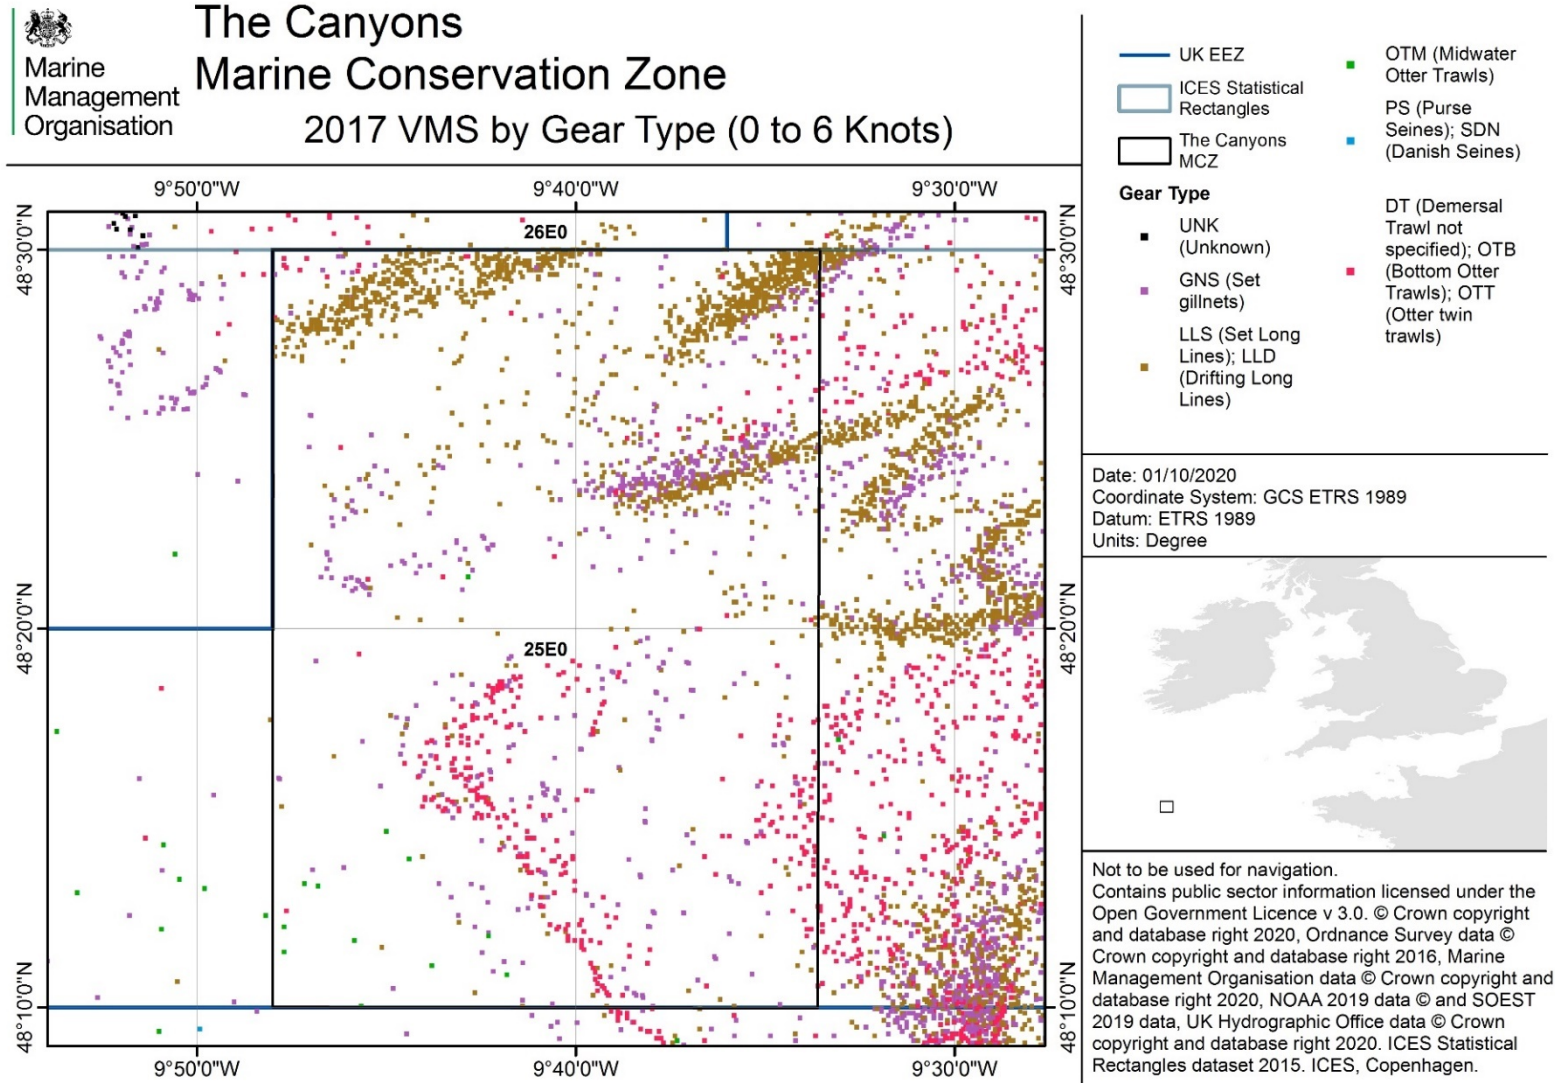 Marine
Management
Organisation
The Canyons
Marine Conservation Zone
2017 VMS by Gear Type (0 to 6 Knots)
9°50'0"W
9°40'0"W
9°30'0"W
48°30'0"N
48°20'0"N
48°10'0"N
26E0
25E0
48°30'0"N
48°20'0"N
48°10'0"N
9°50'0"W
9°40'0"W
9°30'0"W
UK EEZ
ICES Statistical
Rectangles
The Canyons
MCZ
Gear Type
UNK
(Unknown)
GNS (Set
gillnets)
LLS (Set Long
Lines); LLD
(Drifting Long
Lines)
OTM (Midwater
Otter Trawls)
PS (Purse
Seines); SDN
(Danish Seines)
DT (Demersal
Trawl not
specified); OTB
(Bottom Otter
Trawls); OTT
(Otter twin
trawls)
Date: 01/10/2020
Coordinate System: GCS ETRS 1989
Datum: ETRS 1989
Units: Degree
Not to be used for navigation.
Contains public sector information licensed under the
Open Government Licence v 3.0. © Crown copyright
and database right 2020, Ordnance Survey data ©
Crown copyright and database right 2016, Marine
Management Organisation data © Crown copyright and
database right 2020, NOAA 2019 data © and SOEST
2019 data, UK Hydrographic Office data © Crown
copyright and database right 2020. ICES Statistical
Rectangles dataset 2015. ICES, Copenhagen.